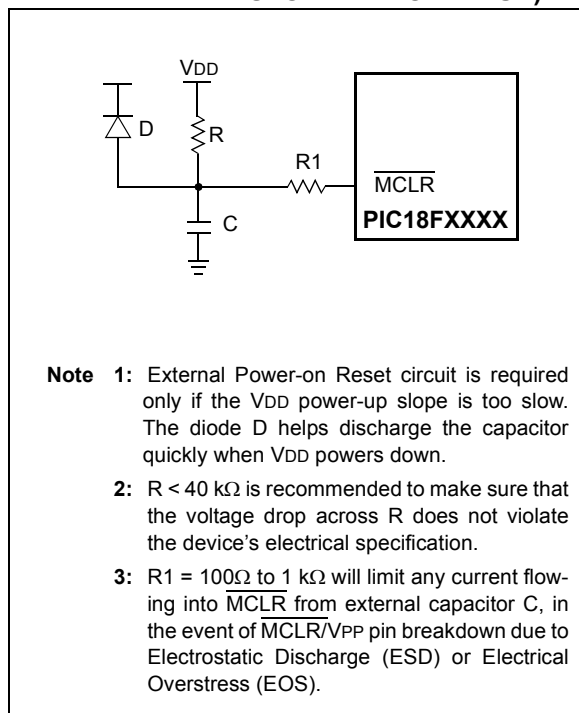 VDD
D
R
R1
MCLR
C
PIC18FXXXX
Note 1: External Power-on Reset circuit is required
only if the VDD power-up slope is too slow.
The diode D helps discharge the capacitor
quickly when VDD powers down.
2: R < 40 kΩ is recommended to make sure that
the voltage drop across R does not violate
the device's electrical specification.
3: R1 = 100Ω to 1 kΩ will limit any current flow-
ing into MCLR from external capacitor C, in
the event of MCLR/VPP pin breakdown due to
Electrostatic Discharge (ESD) or Electrical
Overstress (EOS).